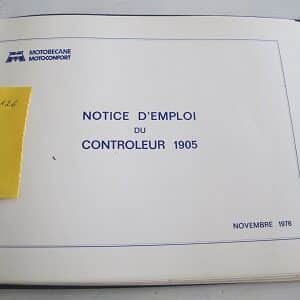 MOTOBECANE
MOTOCONFORT
NOTICE D'EMPLOI
DU
CONTROLEUR 1905
NOVEMBRE 1976